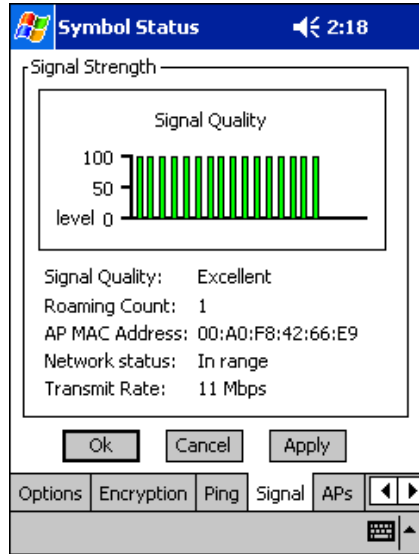 Symbol Status 2:18
Signal Strength
Signal Quality
100
50
level 0
Signal Quality: Excellent
Roaming Count: 1
AP MAC Address: 00:A0:F8:42:66:E9
Network status: In range
Transmit Rate: 11 Mbps
Ok Cancel Apply
Options Encryption Ping Signal APs